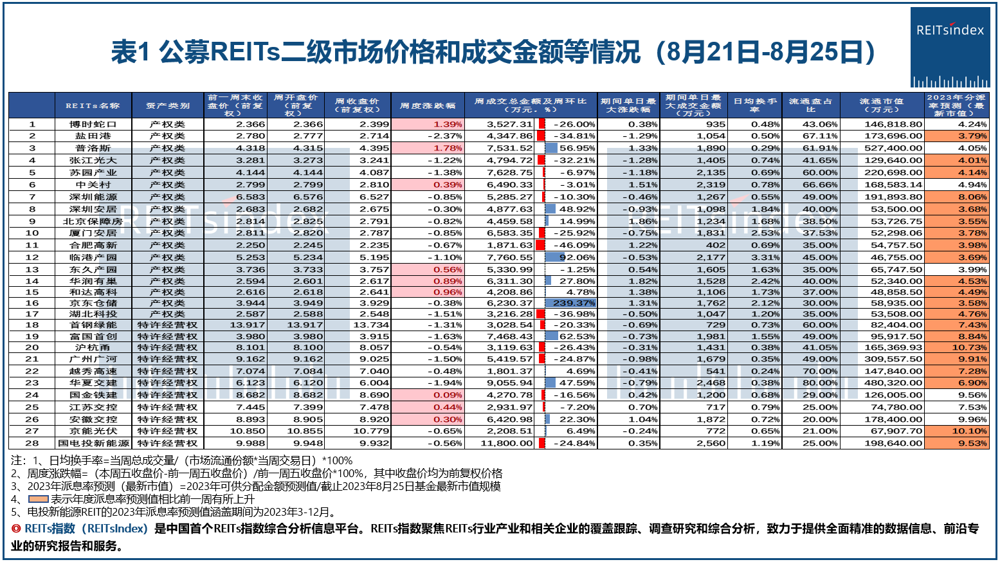 REITsindex
表1 公募REITs二级市场价格和成交金额等情况（8月21日-8月25日）
REITs名称 资产类别 前一周末收盘价（前复权） 周开盘价（前复权） 周收盘价（前复权） 周度涨跌幅 周成交总金额及周环比（万元，%） 期间单日最大涨跌幅 期间单日最大成交金额（万元） 日均换手率 流通盘占比 流通市值（万元） 2023年分派率预测（最新市值）
1 博时蛇口 产权类 2.366 2.366 2.399 1.39% 3,527.31 -26.00% 0.38% 935 0.48% 43.06% 146,818.80 4.24%
2 盐田港 产权类 2.780 2.777 2.714 -2.37% 4,347.86 -34.81% -1.29% 1,054 0.50% 67.11% 173,696.00 3.79%
3 普洛斯 产权类 4.318 4.315 4.395 1.78% 7,531.52 56.95% 1.33% 1,890 0.29% 61.91% 527,400.00 4.05%
4 张江光大 产权类 3.281 3.273 3.241 -1.22% 4,794.72 -32.21% -1.28% 1,405 0.74% 41.65% 129,640.00 4.01%
5 苏园产业 产权类 4.144 4.144 4.087 -1.38% 7,628.75 -6.97% -1.18% 2,135 0.69% 60.00% 220,698.00 4.14%
6 中关村 产权类 2.799 2.799 2.810 0.39% 6,490.33 -3.01% 1.51% 2,319 0.78% 66.66% 168,583.14 4.94%
7 深圳能源 产权类 6.583 6.576 6.527 -0.85% 5,285.27 -10.30% -0.46% 1,267 0.55% 49.00% 191,893.80 8.06%
8 深圳安居 产权类 2.683 2.682 2.675 -0.30% 4,877.63 48.92% -0.93% 1,098 1.84% 40.00% 53,500.00 3.68%
9 北京保障房 产权类 2.814 2.825 2.791 -0.82% 4,459.58 14.99% 1.86% 1,234 1.68% 38.50% 53,726.75 3.55%
10 厦门安居 产权类 2.811 2.820 2.787 -0.85% 6,583.35 -25.92% -0.75% 1,831 2.53% 37.53% 52,298.06 3.78%
11 合肥高新 产权类 2.250 2.245 2.235 -0.67% 1,871.63 -46.09% 1.22% 402 0.69% 35.00% 54,757.50 3.98%
12 临港产园 产权类 5.253 5.234 5.195 -1.10% 7,760.55 92.06% -0.53% 2,177 3.31% 45.00% 46,755.00 3.69%
13 东久产园 产权类 3.736 3.733 3.757 0.56% 5,330.99 -1.25% 0.54% 1,605 1.63% 35.00% 65,747.50 3.99%
14 华润有巢 产权类 2.594 2.601 2.617 0.89% 6,311.30 27.80% 1.82% 1,528 2.42% 40.00% 52,340.00 4.53%
15 和达高科 产权类 2.616 2.618 2.641 0.96% 4,208.86 4.78% 1.38% 1,106 1.73% 37.00% 48,858.50 4.49%
16 京东仓储 产权类 3.944 3.949 3.929 -0.38% 6,230.37 239.37% 1.31% 1,762 2.12% 30.00% 58,935.00 3.58%
17 湖北科投 产权类 2.587 2.588 2.548 -1.51% 3,216.28 -36.98% -0.50% 1,047 1.20% 35.00% 53,508.00 4.76%
18 首钢绿能 特许经营权 13.917 13.917 13.734 -1.31% 3,028.54 -20.33% -0.69% 729 0.73% 60.00% 82,404.00 7.43%
19 富国首创 特许经营权 3.980 3.980 3.915 -1.63% 7,468.43 62.53% -0.73% 1,981 1.55% 49.00% 95,917.50 8.84%
20 沪杭甬 特许经营权 8.101 8.100 8.057 -0.54% 3,119.63 -26.43% -0.31% 1,431 0.38% 41.05% 165,369.93 10.73%
21 广州广河 特许经营权 9.162 9.162 9.025 -1.50% 5,419.57 -24.87% -0.98% 1,679 0.35% 49.00% 309,557.50 9.91%
22 越秀高速 特许经营权 7.074 7.084 7.040 -0.48% 1,801.37 4.69% -0.41% 541 0.24% 70.00% 147,840.00 7.28%
23 华夏交建 特许经营权 6.123 6.120 6.004 -1.94% 9,055.94 47.59% -0.79% 2,468 0.38% 80.00% 480,320.00 6.90%
24 国金铁建 特许经营权 8.682 8.682 8.690 0.09% 4,270.78 -16.56% 0.42% 1,200 0.68% 29.00% 126,005.00 9.56%
25 江苏交控 特许经营权 7.445 7.399 7.478 0.44% 2,931.97 -7.20% 0.70% 717 0.79% 25.00% 74,780.00 7.53%
26 安徽交控 特许经营权 8.893 8.905 8.920 0.30% 6,420.98 22.30% 1.04% 1,872 0.72% 20.00% 178,400.00 9.96%
27 京能光伏 特许经营权 10.850 10.855 10.779 -0.65% 2,208.51 6.49% -0.24% 772 0.65% 21.00% 67,907.70 10.10%
28 国电投新能源 特许经营权 9.988 9.948 9.932 -0.56% 11,800.00 -24.84% 0.35% 2,560 1.19% 25.00% 198,640.00 9.53%
注：1、日均换手率=当周总成交量/（市场流通份额*当周交易日）*100%
2、周度涨跌幅=（本周五收盘价-前一周五收盘价）/前一周五收盘价*100%，其中收盘价均为前复权价格
3、2023年派息率预测（最新市值）=2023年可供分配金额预测值/截止2023年8月25日基金最新市值规模
4、表示年度派息率预测值相比前一周有所上升
5、电投新能源REIT的2023年派息率预测值涵盖期间为2023年3-12月。
REITs指数（REITsIndex）是中国首个REITs指数综合分析信息平台。REITs指数聚焦REITs行业产业和相关企业的覆盖跟踪、调查研究和综合分析，致力于提供全面精准的数据信息、前沿专
业的研究报告和服务。